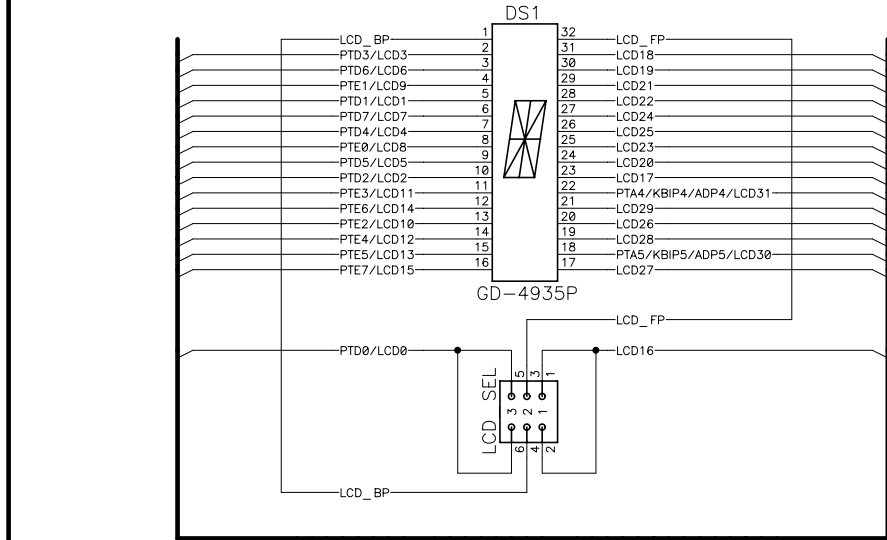 DS1
1 LCD_BP 32 LCD_FP
2 PTD3/LCD3 31 LCD18
3 PTD6/LCD6 30 LCD19
4 PTE1/LCD9 29 LCD21
5 PTD1/LCD1 28 LCD22
6 PTD7/LCD7 27 LCD24
7 PTD4/LCD4 26 LCD25
8 PTE0/LCD8 25 LCD23
9 PTD5/LCD5 24 LCD20
10 PTD2/LCD2 23 LCD17
11 PTE3/LCD11 22 PTA4/KBIP4/ADP4/LCD31
12 PTE6/LCD14 21 LCD29
13 PTE2/LCD10 20 LCD26
14 PTE4/LCD12 19 LCD28
15 PTE5/LCD13 18 PTA5/KBIP5/ADP5/LCD30
16 PTE7/LCD15 17 LCD27
GD-4935P
LCD_FP
PTD0/LCD0 LCD16
5 3 1
LCD SEL
3 2 1
6 4 2
LCD_BP